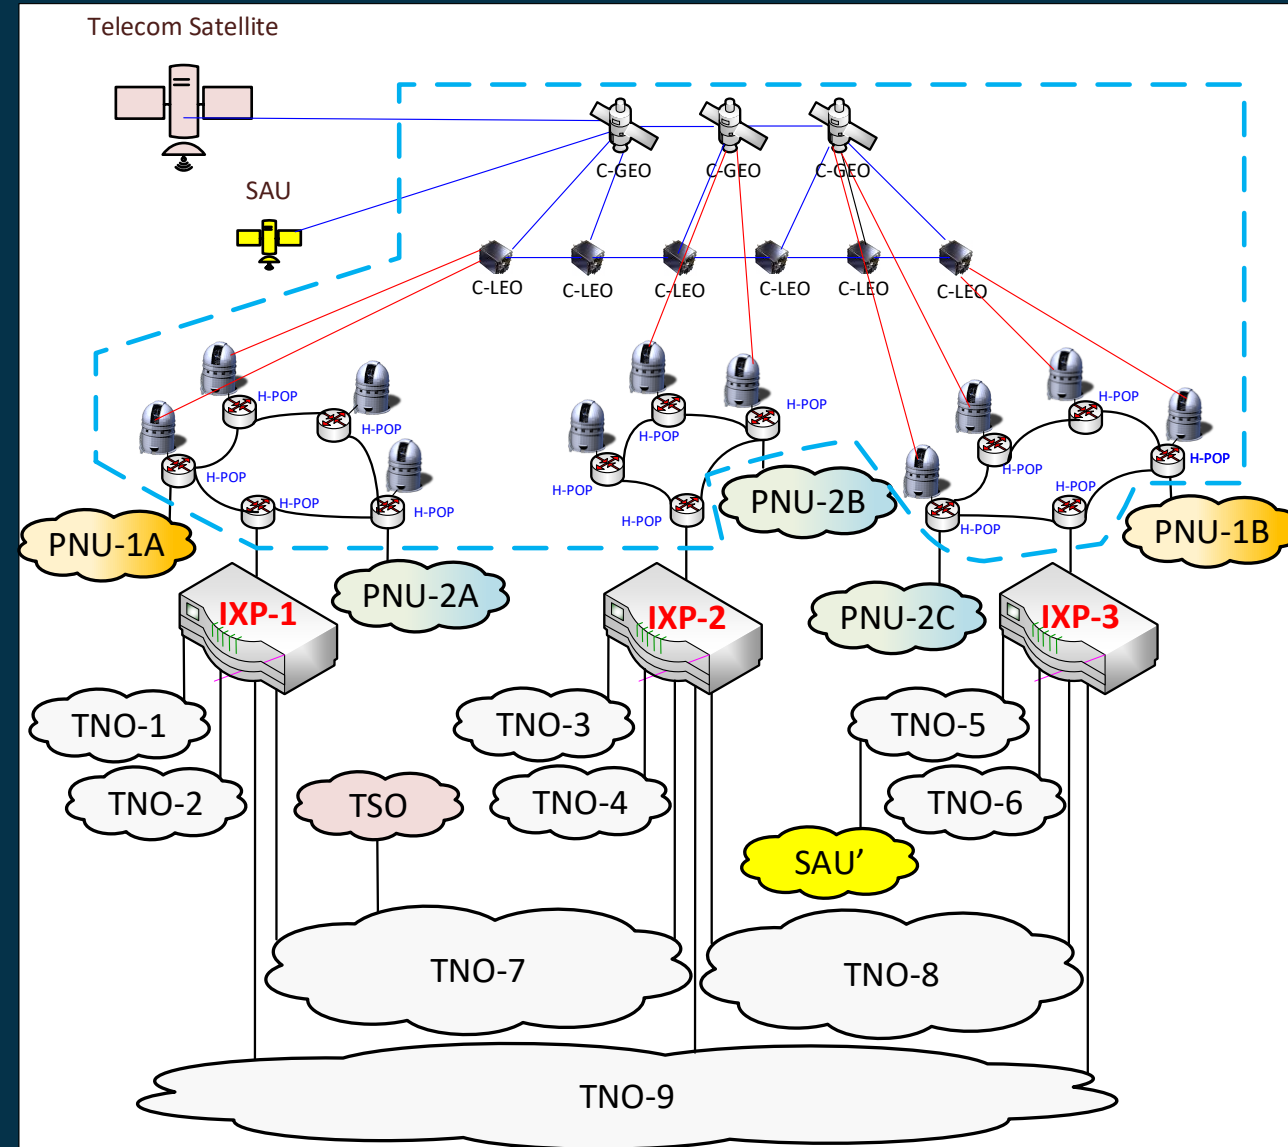 Telecom Satellite
SAU
C-GEO
C-GEO
C-GEO
C-LEO
C-LEO
C-LEO
C-LEO
C-LEO
C-LEO
H-POP
H-POP
H-POP
H-POP
H-POP
H-POP
H-POP
H-POP
H-POP
H-POP
H-POP
H-POP
H-POP
H-POP
PNU-1A
PNU-2A
PNU-2B
PNU-2C
PNU-1B
IXP-1
IXP-2
IXP-3
TNO-1
TNO-2
TNO-3
TNO-4
TNO-5
TNO-6
TSO
SAU’
TNO-7
TNO-8
TNO-9